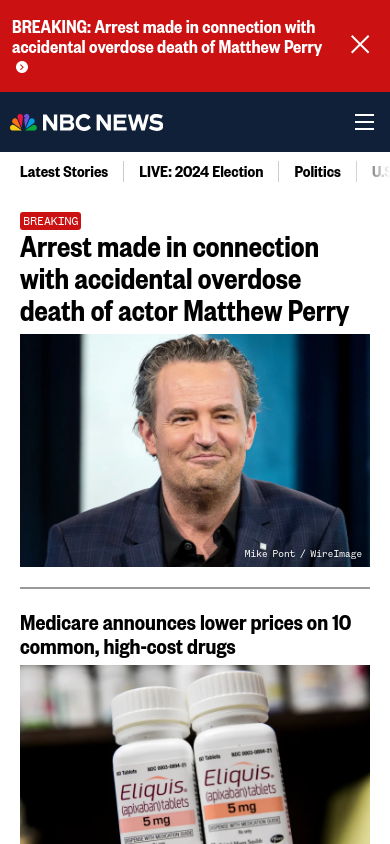 BREAKING: Arrest made in connection with
accidental overdose death of Matthew Perry
NBC NEWS
Latest Stories
LIVE: 2024 Election
Politics
U.S
BREAKING
Arrest made in connection
with accidental overdose
death of actor Matthew Perry
Mike Pont / WireImage
Medicare announces lower prices on 10
common, high-cost drugs
60 Tablets NDC 0003-0894-21
Eliquis
(apixaban) tablets
5 mg
60 Tablets NDC 0003-0894-21
Eliquis
(apixaban) tablets
5 mg
DISPENSE WITH MEDICATION GUIDE
DISPENSE WITH MEDICATION GUIDE